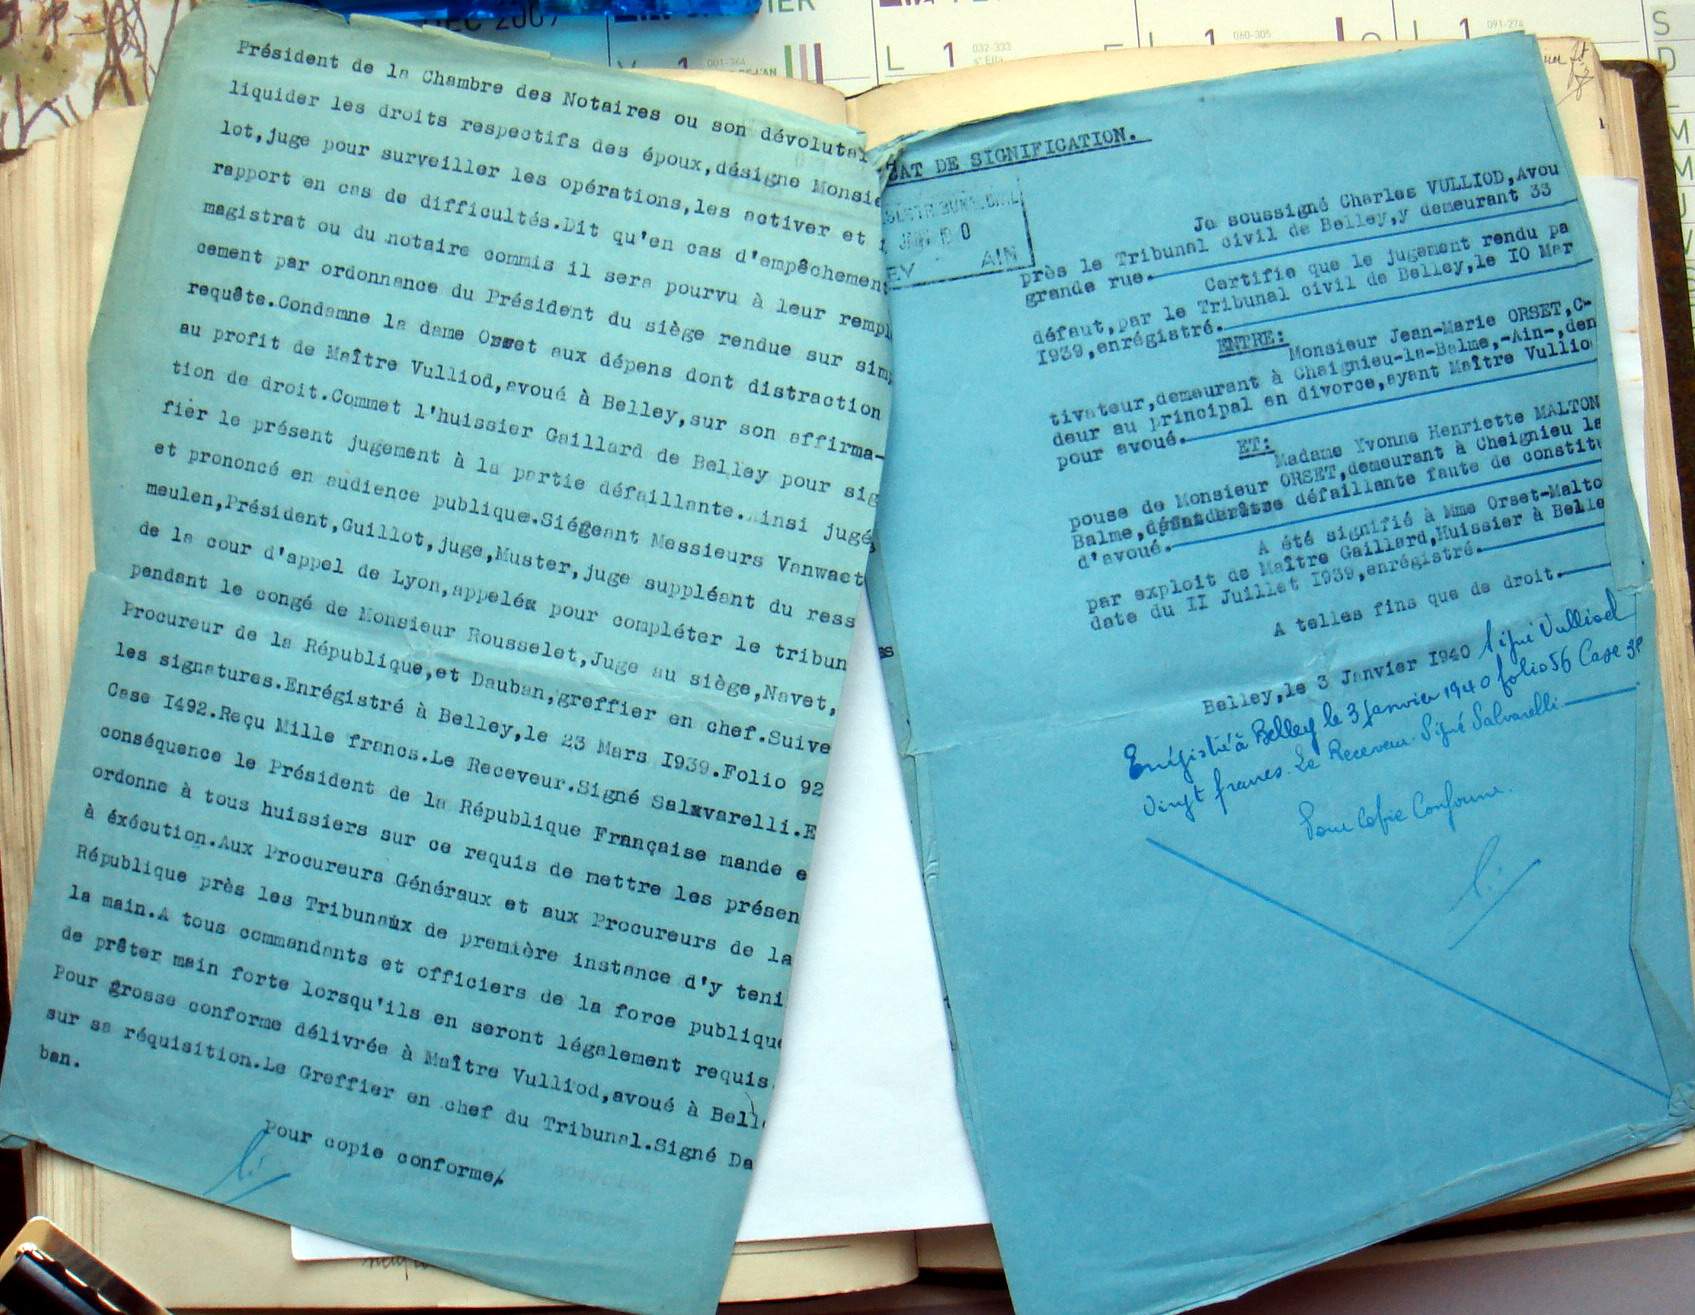 Président de la Chambre des Notaires ou son dévolutai
liquider les droits respectifs des époux,désigne Monsie
lot,juge pour surveiller les opérations,les activer et
rapport en cas de difficultés.Dit qu'en cas d'empêchement
magistrat ou du notaire commis il sera pourvu à leur rempl
cement par ordonnance du Président du siège rendue sur sim
requête.Condamne la dame Orset aux dépens dont distraction
au profit de Maître Vulliod,avoué à Belley,sur son affirma-
tion de droit.Commet l'huissier Gaillard de Belley pour sig
fier le présent jugement à la partie défaillante.Ainsi jugé,
et prononcé en audience publique.Siégeant Messieurs Vanwaet
meulen,Président,Guillot,juge,Muster,juge suppléant du ress
de la cour d'appel de Lyon,appelé pour compléter le tribun
pendant le congé de Monsieur Rousselet,Juge au siège,Navet,
Procureur de la République,et Dauban,greffier en chef.Suive
les signatures.Enrégistré à Belley,le 23 Mars I939.Folio 92
Case I492.Reçu Mille francs.Le Receveur.Signé Salxvarelli.E
conséquence le Président de la République Française mande e
ordonne à tous huissiers sur ce requis de mettre les présen
à éxécution.Aux Procureurs Généraux et aux Procureurs de la
République près les Tribunaux de première instance d'y teni
la main.A tous commandants et officiers de la force publique
de prêter main forte lorsqu'ils en seront légalement requis.
Pour grosse conforme délivrée à Maître Vulliod,avoué à Belle
sur sa réquisition.Le Greffier en chef du Tribunal.Signé Da
ban.
Pour copie conforme
CAT DE SIGNIFICATION.
AIN
Je soussigné Charles VULLIOD,Avou
près le Tribunal civil de Belley,y demeurant 33
grande rue.
Certifie que le jugement rendu pa
défaut,par le Tribunal civil de Belley,le IO Mar
I939,enrégistré.
ENTRE:
Monsieur Jean-Marie ORSET,C-
tivateur,demeurant à Chaignieu-la-Balme,-Ain-,den
deur au principal en divorce,ayant Maître Vullio
pour avoué.
ET:
Madame Yvonne Henriette MALTON
pouse de Monsieur ORSET,demeurant à Cheignieu la
Balme, défaillante faute de constitu
d'avoué.
A été signifié à Mme Orset-Malto
par exploit de Maître Gaillard,Huissier à Belle
date du II Juillet I939,enrégistré.
A telles fins que de droit.
Belley,le 3 Janvier I940 Signé Vulliod
Enrégistré à Belley le 3 janvier 1940 folio 56 Case 38
Vingt francs. Le Receveur. Signé Salvarelli
Pour Copie Conforme.